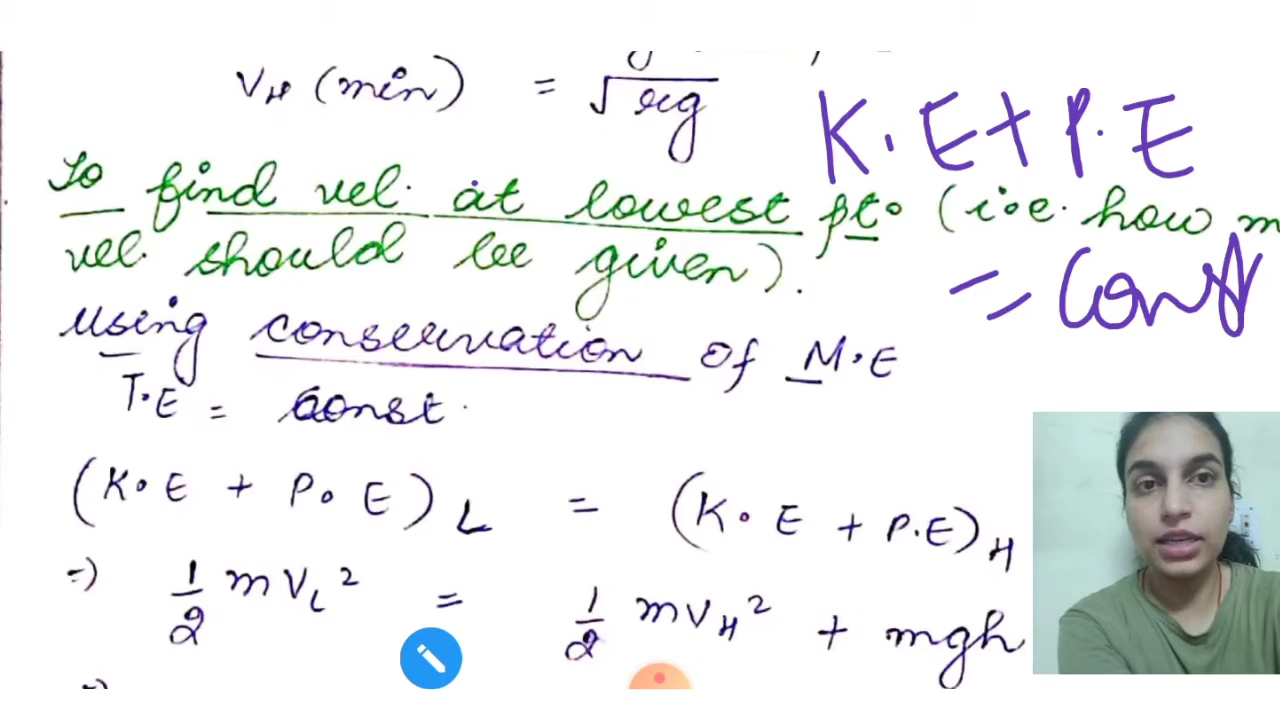 V_H (min) = √rg
K.E + P.E
To find vel. at lowest pt. (i.e. how m
vel. should be given).
= const
Using conservation of M.E
T.E = const.
(K.E + P.E)_L = (K.E + P.E)_H
=) 1/2 mV_L² = 1/2 mV_H² + mgh